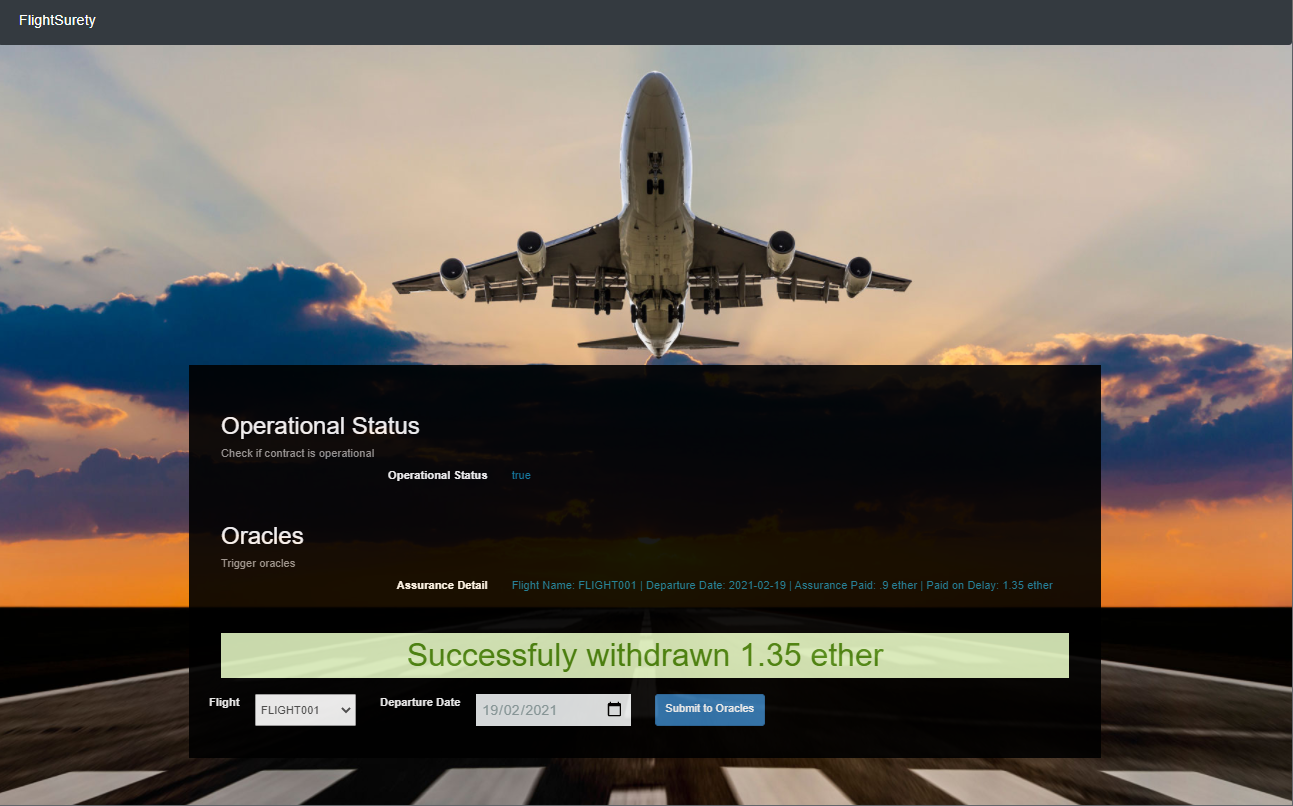 FlightSurety
Operational Status
Check if contract is operational
Operational Status true
Oracles
Trigger oracles
Assurance Detail Flight Name: FLIGHT001 | Departure Date: 2021-02-19 | Assurance Paid: .9 ether | Paid on Delay: 1.35 ether
Successfuly withdrawn 1.35 ether
Flight FLIGHT001 Departure Date 19/02/2021 Submit to Oracles